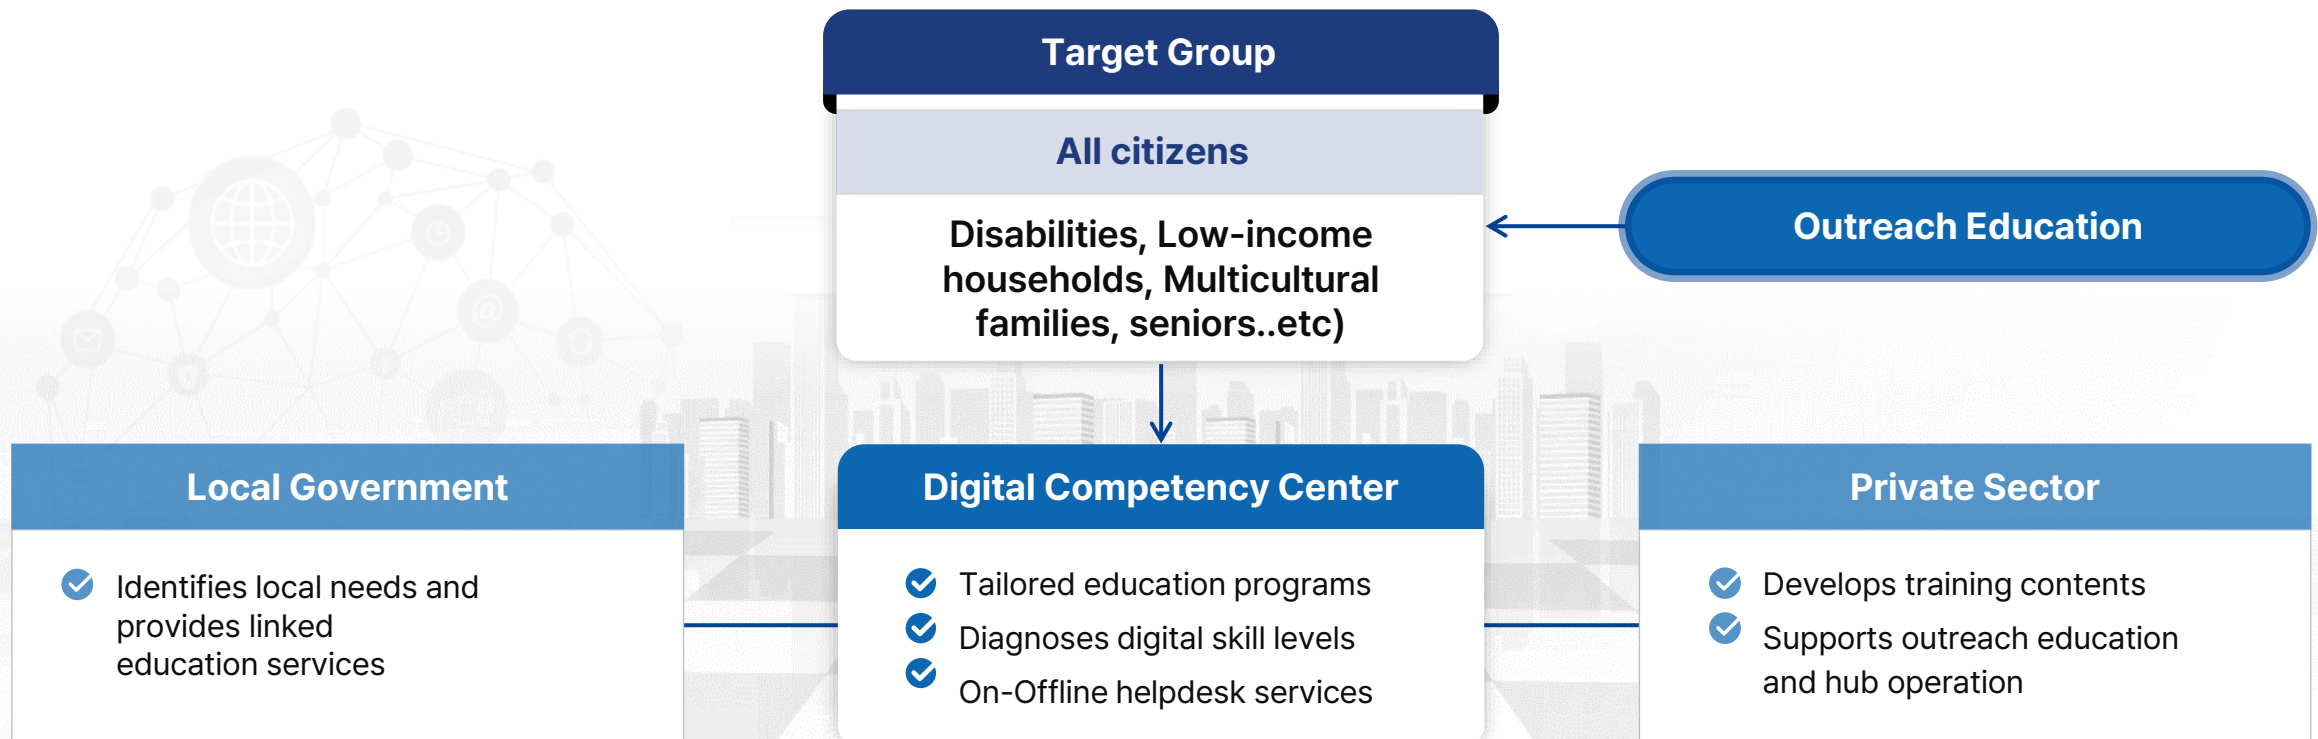 Target Group
All citizens
Disabilities, Low-income
households, Multicultural
families, seniors..etc)
Outreach Education
Local Government
Identifies local needs and
provides linked
education services
Digital Competency Center
Tailored education programs
Diagnoses digital skill levels
On-Offline helpdesk services
Private Sector
Develops training contents
Supports outreach education
and hub operation